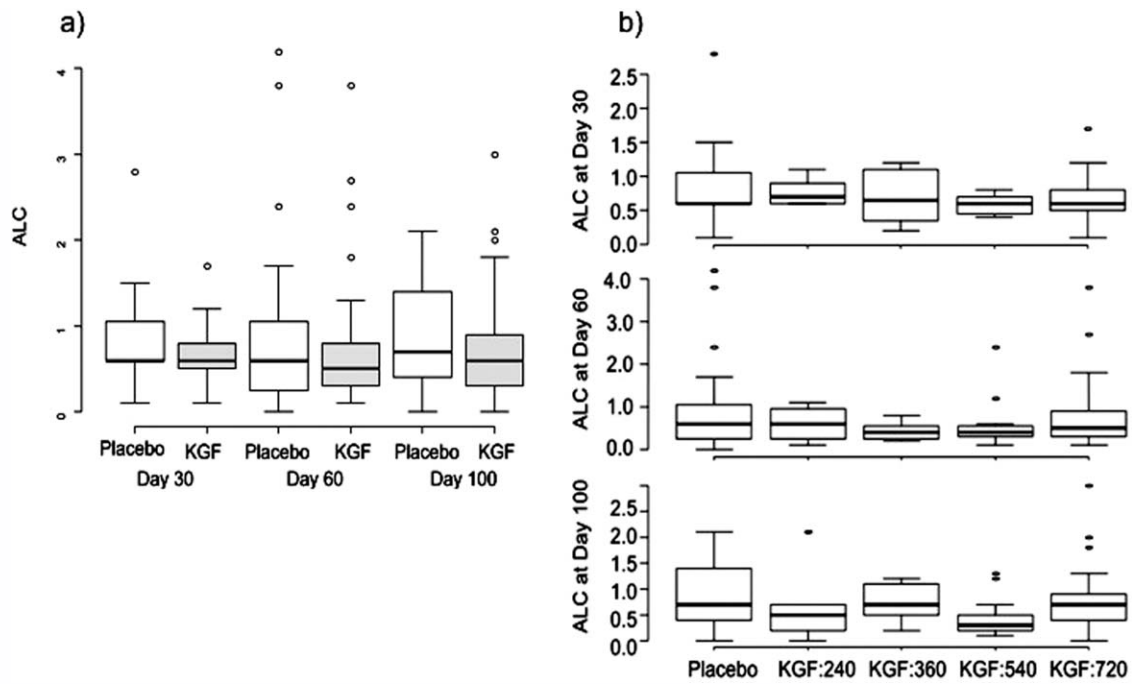 a)
ALC
4
3
2
1
0
Placebo KGF Placebo KGF Placebo KGF
Day 30 Day 60 Day 100
b)
ALC at Day 30
2.5
2.0
1.5
1.0
0.5
0.0
ALC at Day 60
4.0
3.0
2.0
1.0
0.0
ALC at Day 100
2.5
2.0
1.5
1.0
0.5
0.0
Placebo KGF:240 KGF:360 KGF:540 KGF:720